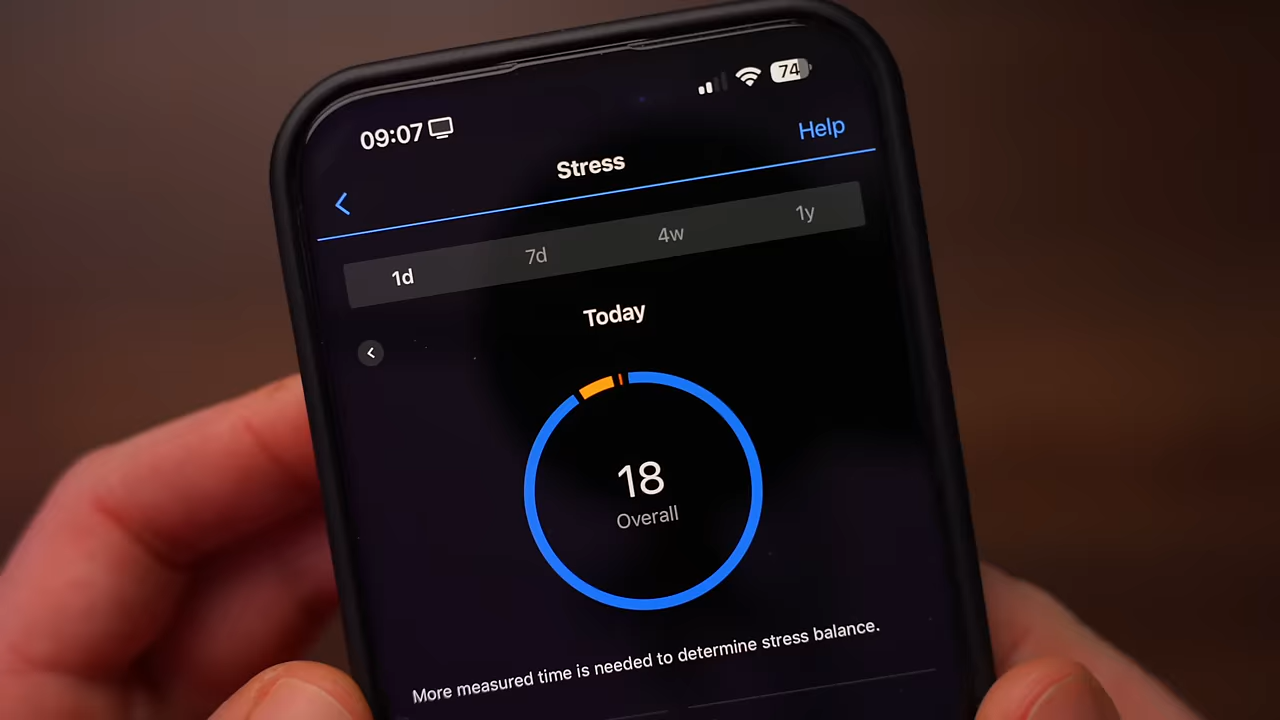 09:07
74
Help
Stress
1d 7d 4w 1y
Today
18
Overall
More measured time is needed to determine stress balance.